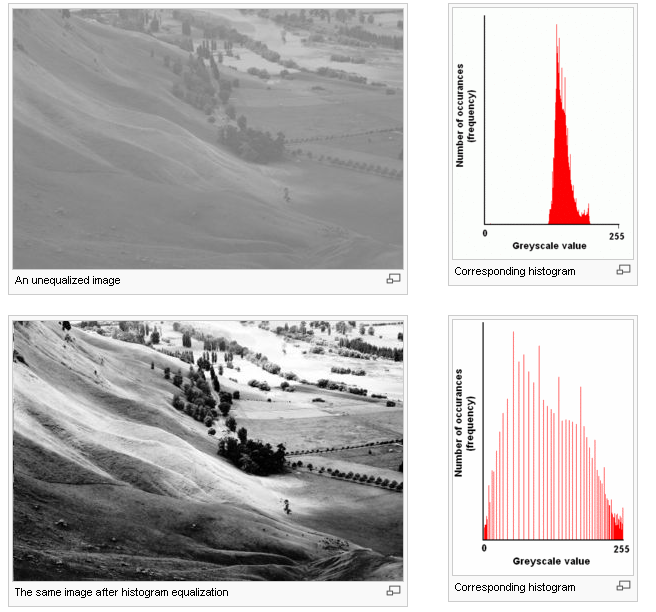 Number of occurances
(frequency)
0
255
Greyscale value
An unequalized image
Corresponding histogram
Number of occurances
(frequency)
0
255
Greyscale value
The same image after histogram equalization
Corresponding histogram